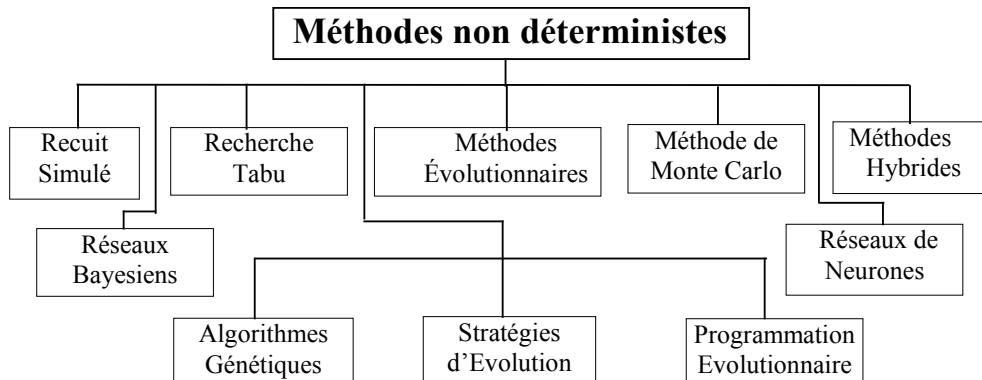 Méthodes non déterministes
Recuit
Simulé
Recherche
Tabu
Méthodes
Évolutionnaires
Méthode de
Monte Carlo
Méthodes
Hybrides
Réseaux
Bayesiens
Réseaux de
Neurones
Algorithmes
Génétiques
Stratégies
d’Evolution
Programmation
Evolutionnaire